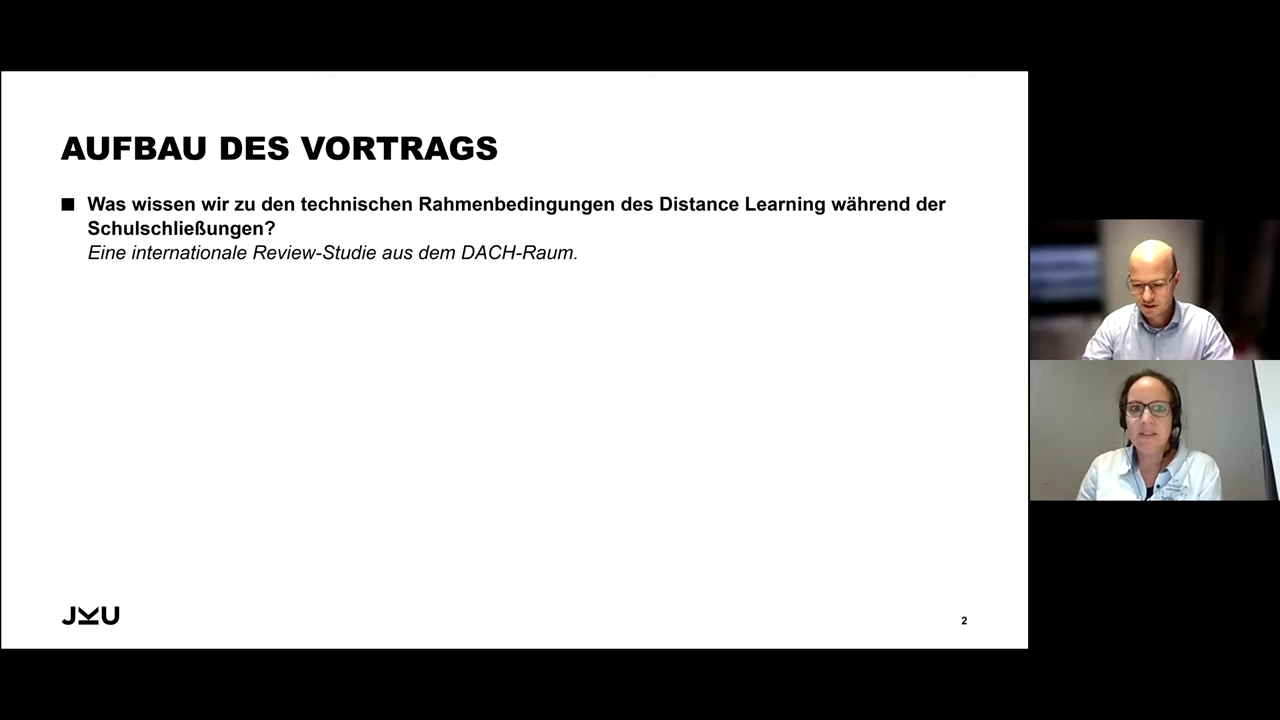 AUFBAU DES VORTRAGS
Was wissen wir zu den technischen Rahmenbedingungen des Distance Learning während der
Schulschließungen?
Eine internationale Review-Studie aus dem DACH-Raum.
JKU
2